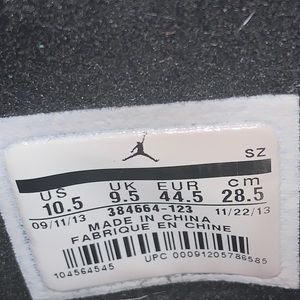 SZ
US UK EUR cm
10.5 9.5 44.5 28.5
09/11/13 384664-123 11/22/13
MADE IN CHINA
FABRIQUE EN CHINE
104564545 UPC 00091205786585